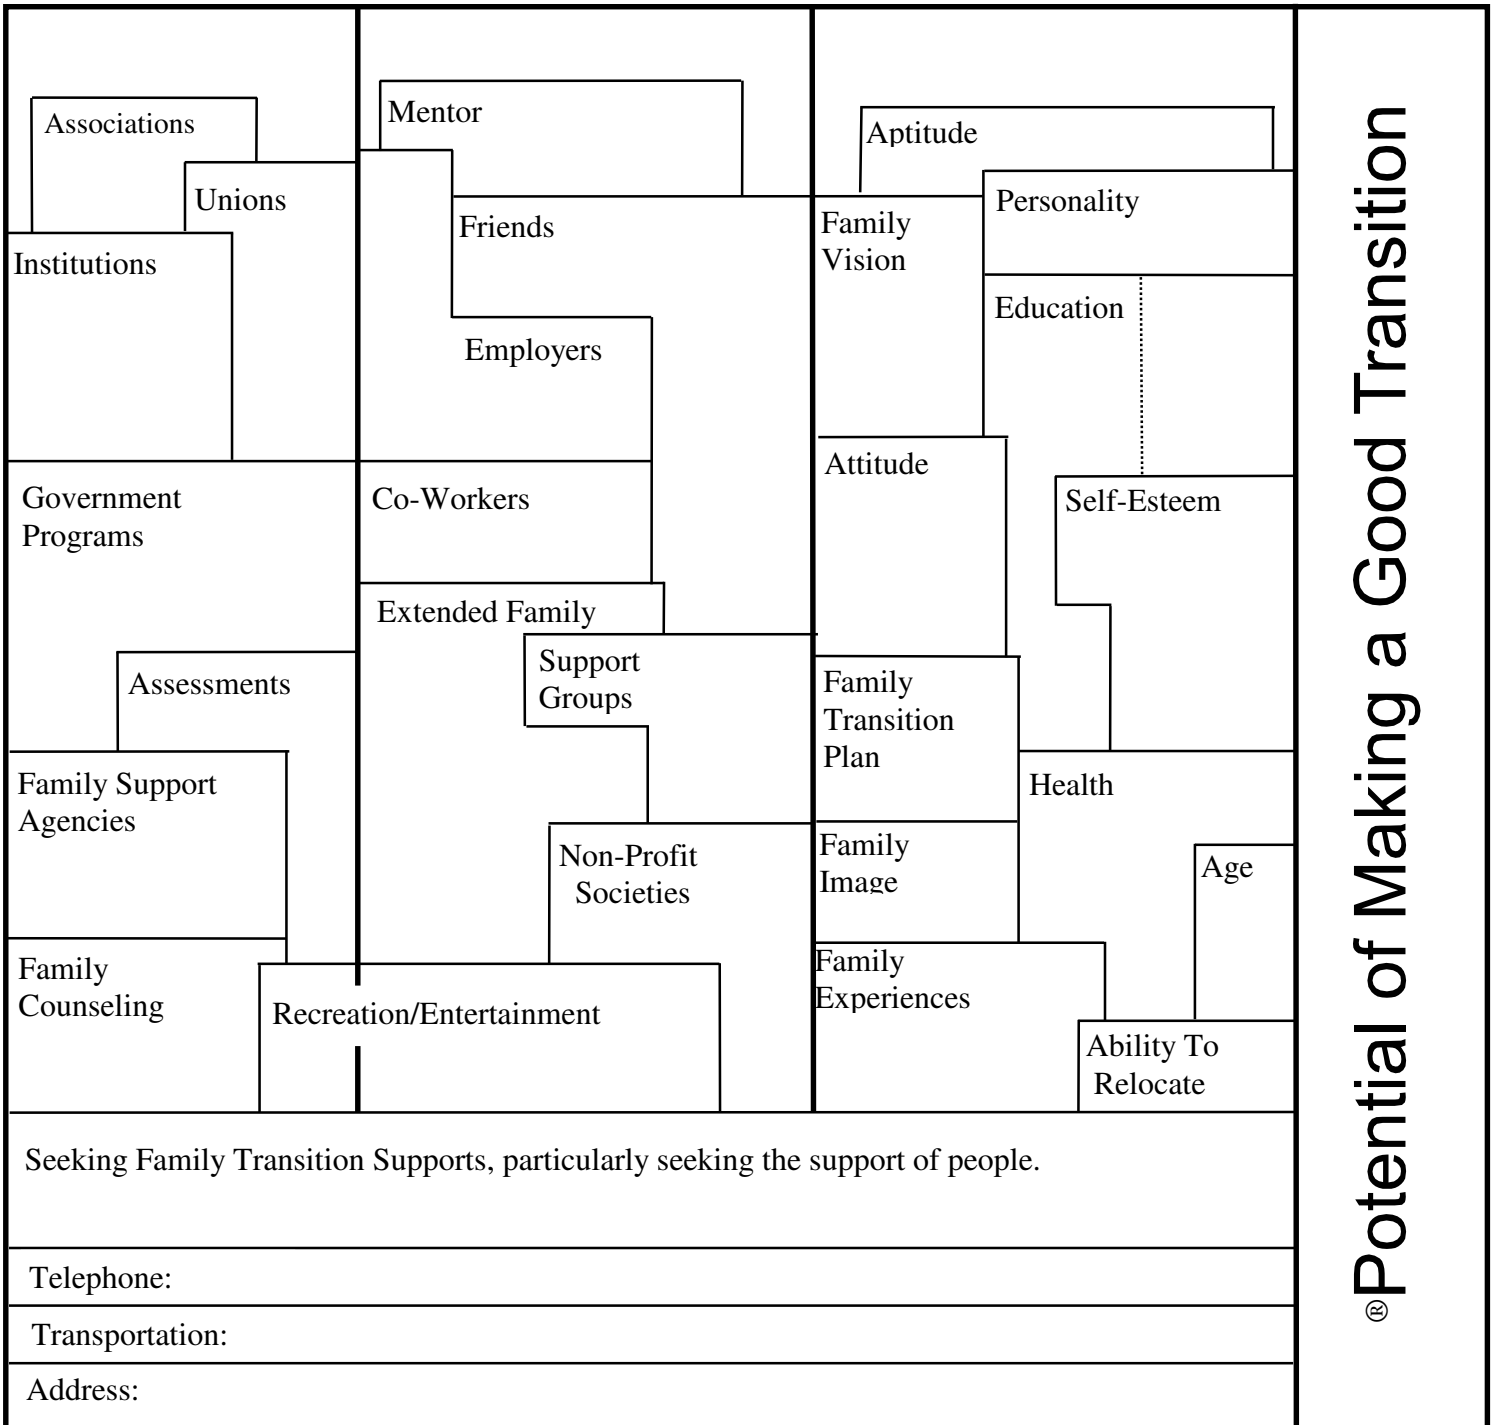 Associations
Unions
Institutions
Government
Programs
Assessments
Family Support
Agencies
Family
Counseling
Mentor
Friends
Employers
Co-Workers
Extended Family
Support
Groups
Non-Profit
Societies
Recreation/Entertainment
Aptitude
Personality
Family
Vision
Education
Attitude
Self-Esteem
Family
Transition
Plan
Health
Family
Image
Age
Family
Experiences
Ability To
Relocate
Seeking Family Transition Supports, particularly seeking the support of people.
Telephone:
Transportation:
Address:
®Potential of Making a Good Transition